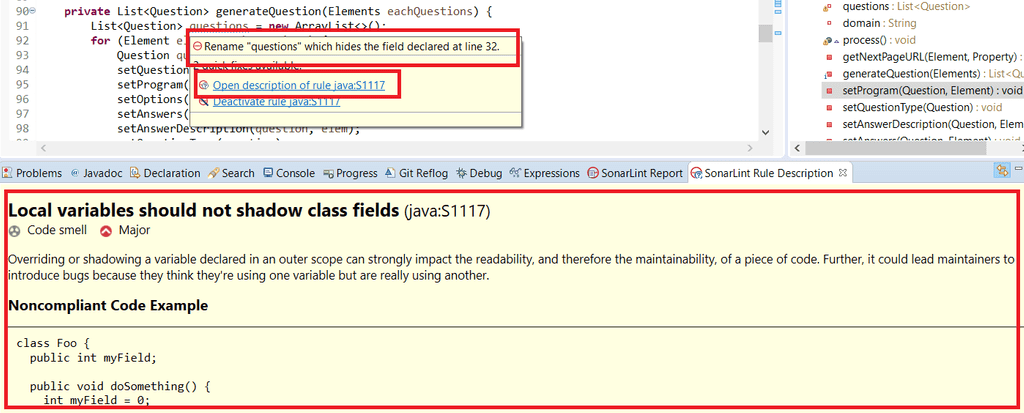 90 private List<Question> generateQuestion(Elements eachQuestions) {
91 List<Question> questions = new ArrayList<>();
92 for (Element el
93 Question qu
94 setQuestion
95 setProgram(
96 setOptions(
97 setAnswers(
98 setAnswerDescription(question, elem);
Rename "questions" which hides the field declared at line 32.
2 quick fixes available:
Open description of rule java:S1117
Deactivate rule java:S1117
questions : List<Question>
domain : String
process() : void
getNextPageURL(Element, Property) :
generateQuestion(Elements) : List<Qu
setProgram(Question, Element) : void
setQuestionType(Question) : void
setAnswerDescription(Question, Elem
setAnswers(Question, Element) : void
Problems Javadoc Declaration Search Console Progress Git Reflog Debug Expressions SonarLint Report SonarLint Rule Description
Local variables should not shadow class fields (java:S1117)
Code smell Major
Overriding or shadowing a variable declared in an outer scope can strongly impact the readability, and therefore the maintainability, of a piece of code. Further, it could lead maintainers to
introduce bugs because they think they're using one variable but are really using another.
Noncompliant Code Example
class Foo {
public int myField;
public void doSomething() {
int myField = 0;